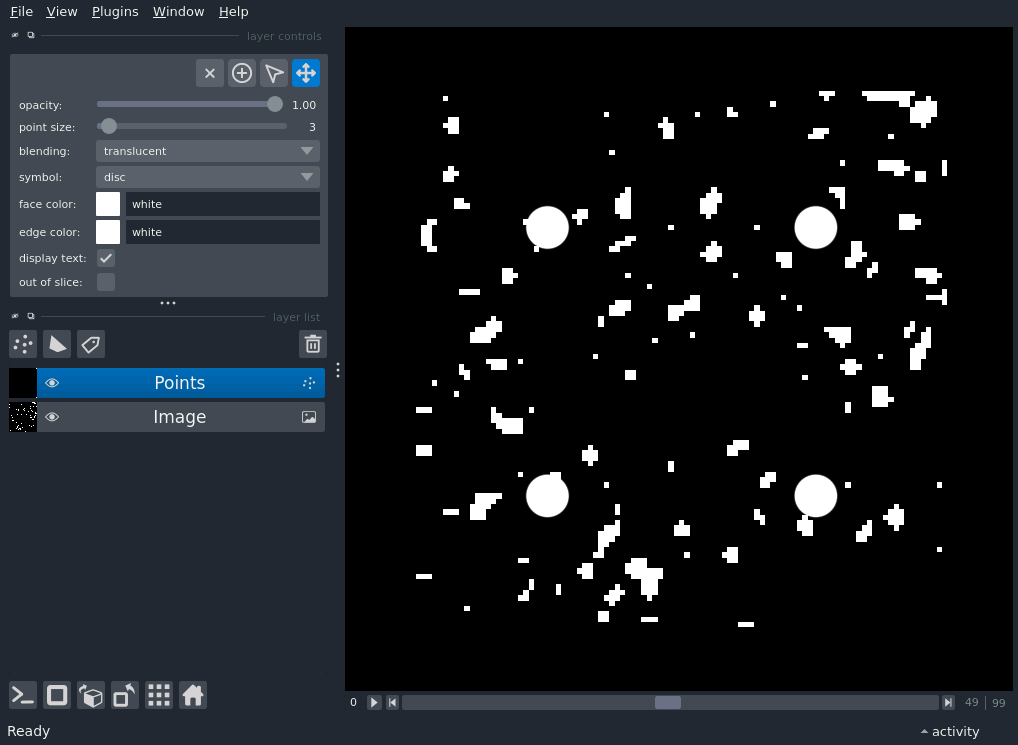 File View Plugins Window Help
layer controls
opacity: 1.00
point size: 3
blending: translucent
symbol: disc
face color: white
edge color: white
display text:
out of slice:
layer list
Points
Image
0 49 99
Ready activity